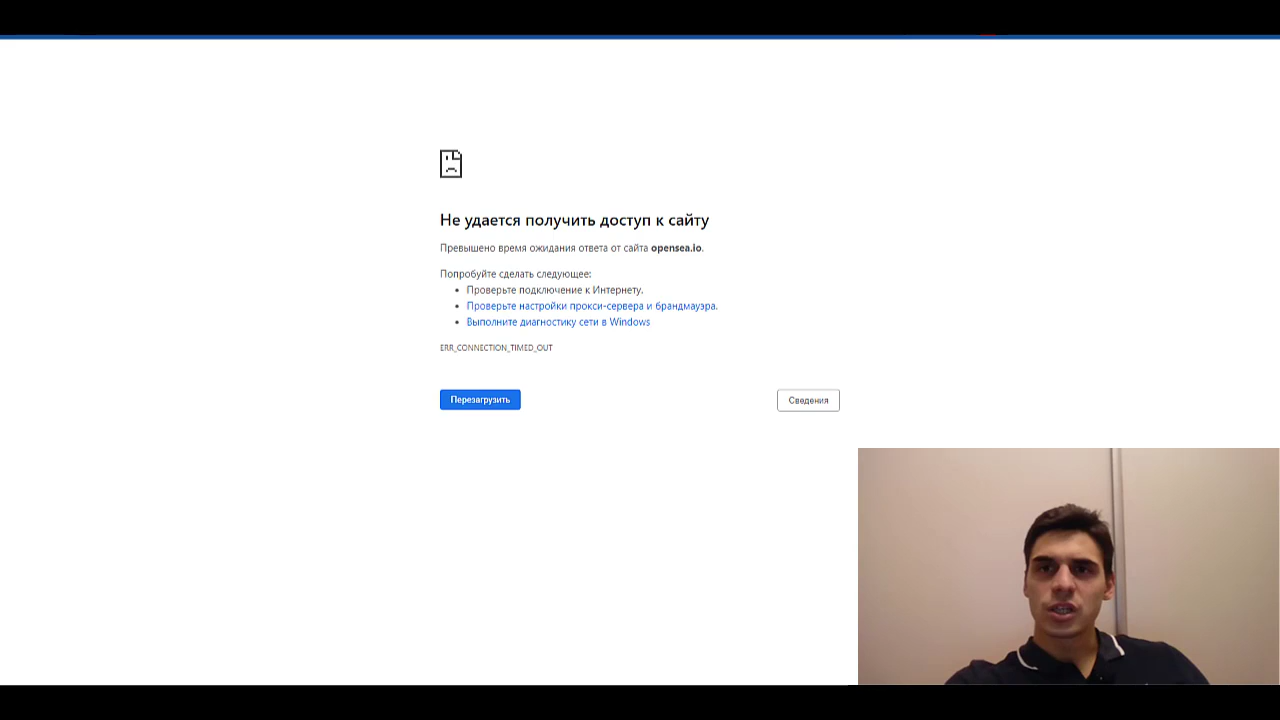 Не удается получить доступ к сайту
Превышено время ожидания ответа от сайта opensea.io.
Попробуйте сделать следующее:
• Проверьте подключение к Интернету.
• Проверьте настройки прокси-сервера и брандмауэра.
• Выполните диагностику сети в Windows
ERR_CONNECTION_TIMED_OUT
Перезагрузить
Сведения